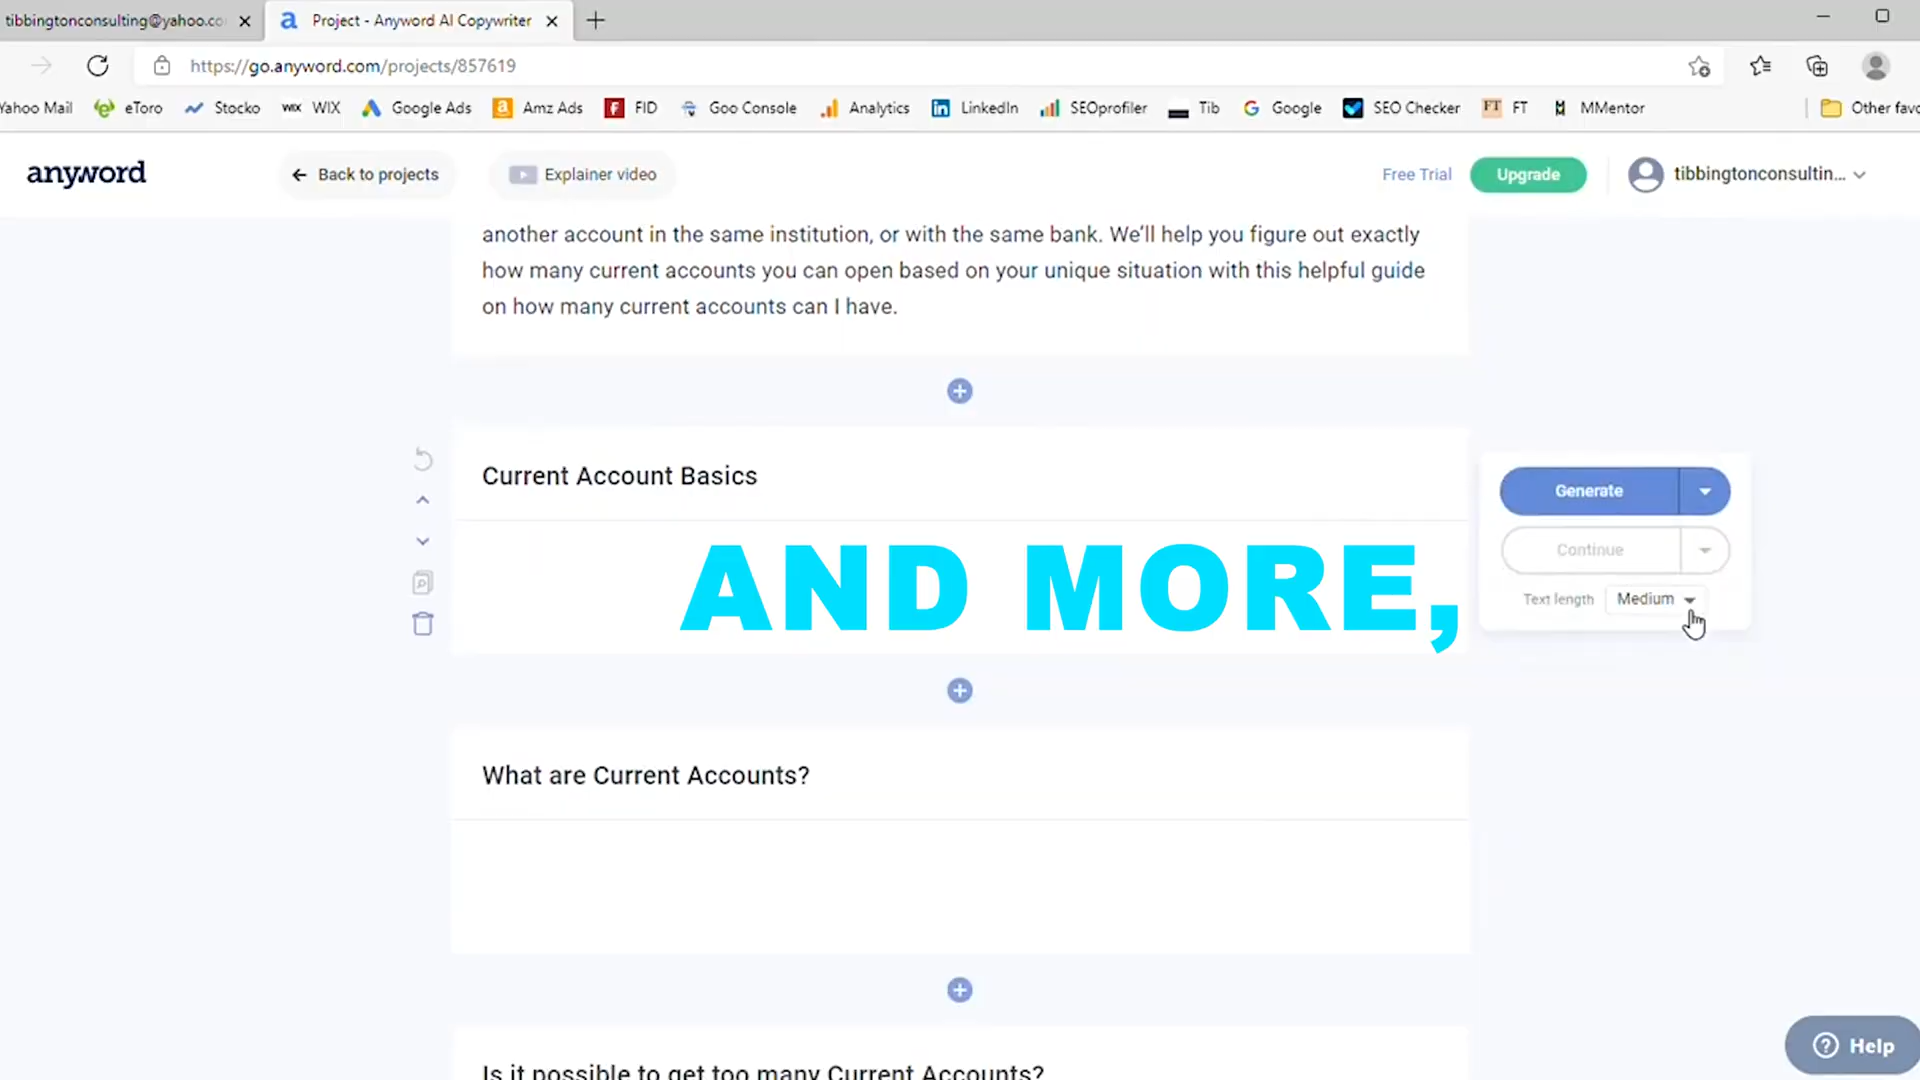 tibbingtonconsulting@yahoo.co
Project - Anyword AI Copywriter
https://go.anyword.com/projects/857619
Yahoo Mail eToro Stocko WIX Google Ads Amz Ads FID Goo Console Analytics LinkedIn SEOprofiler Tib Google SEO Checker FT MMentor Other favo
anyword
Back to projects
Explainer video
Free Trial
Upgrade
tibbingtonconsultin...
another account in the same institution, or with the same bank. We'll help you figure out exactly
how many current accounts you can open based on your unique situation with this helpful guide
on how many current accounts can I have.
Current Account Basics
Generate
Continue
Text length Medium
AND MORE,
What are Current Accounts?
Is it possible to get too many Current Accounts?
Help